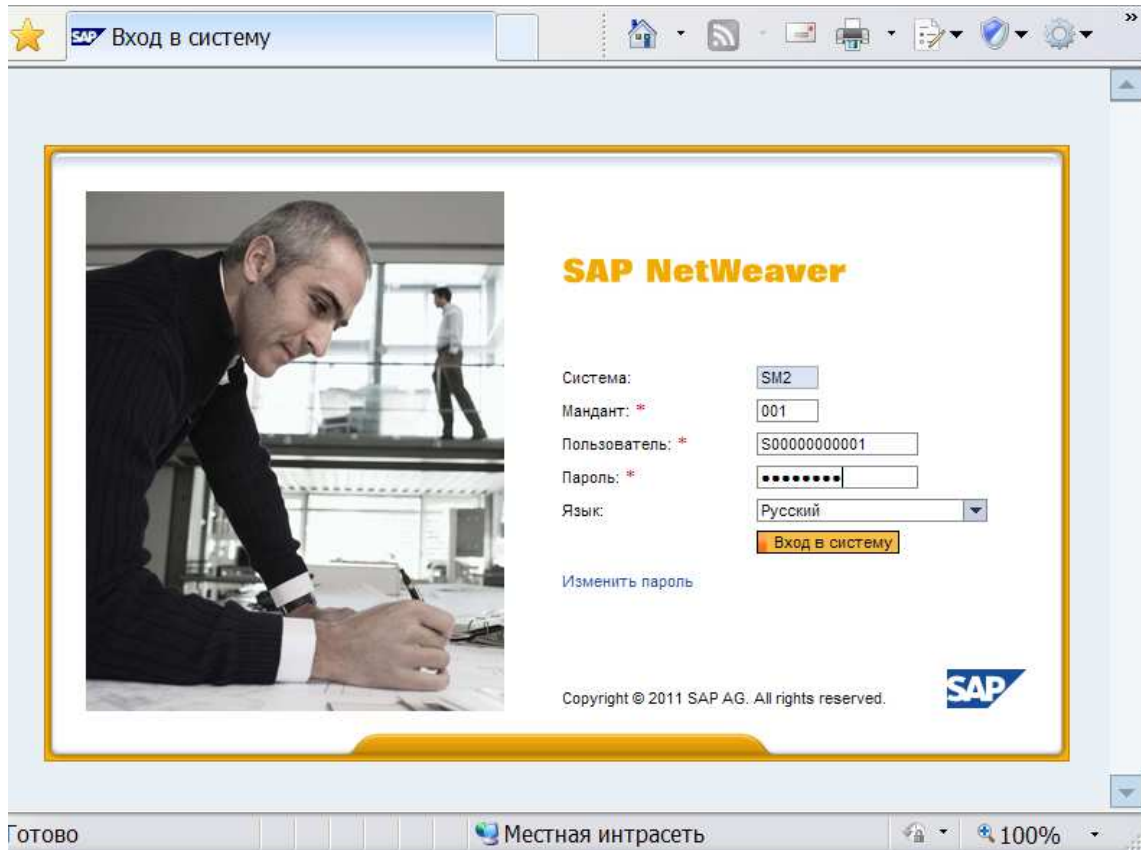 SAP Вход в систему
»
SAP NetWeaver
Система: SM2
Мандант: * 001
Пользователь: * S00000000001
Пароль: * ••••••••
Язык: Русский
Вход в систему
Изменить пароль
Copyright © 2011 SAP AG. All rights reserved.
SAP
Готово Местная интрасеть 100%